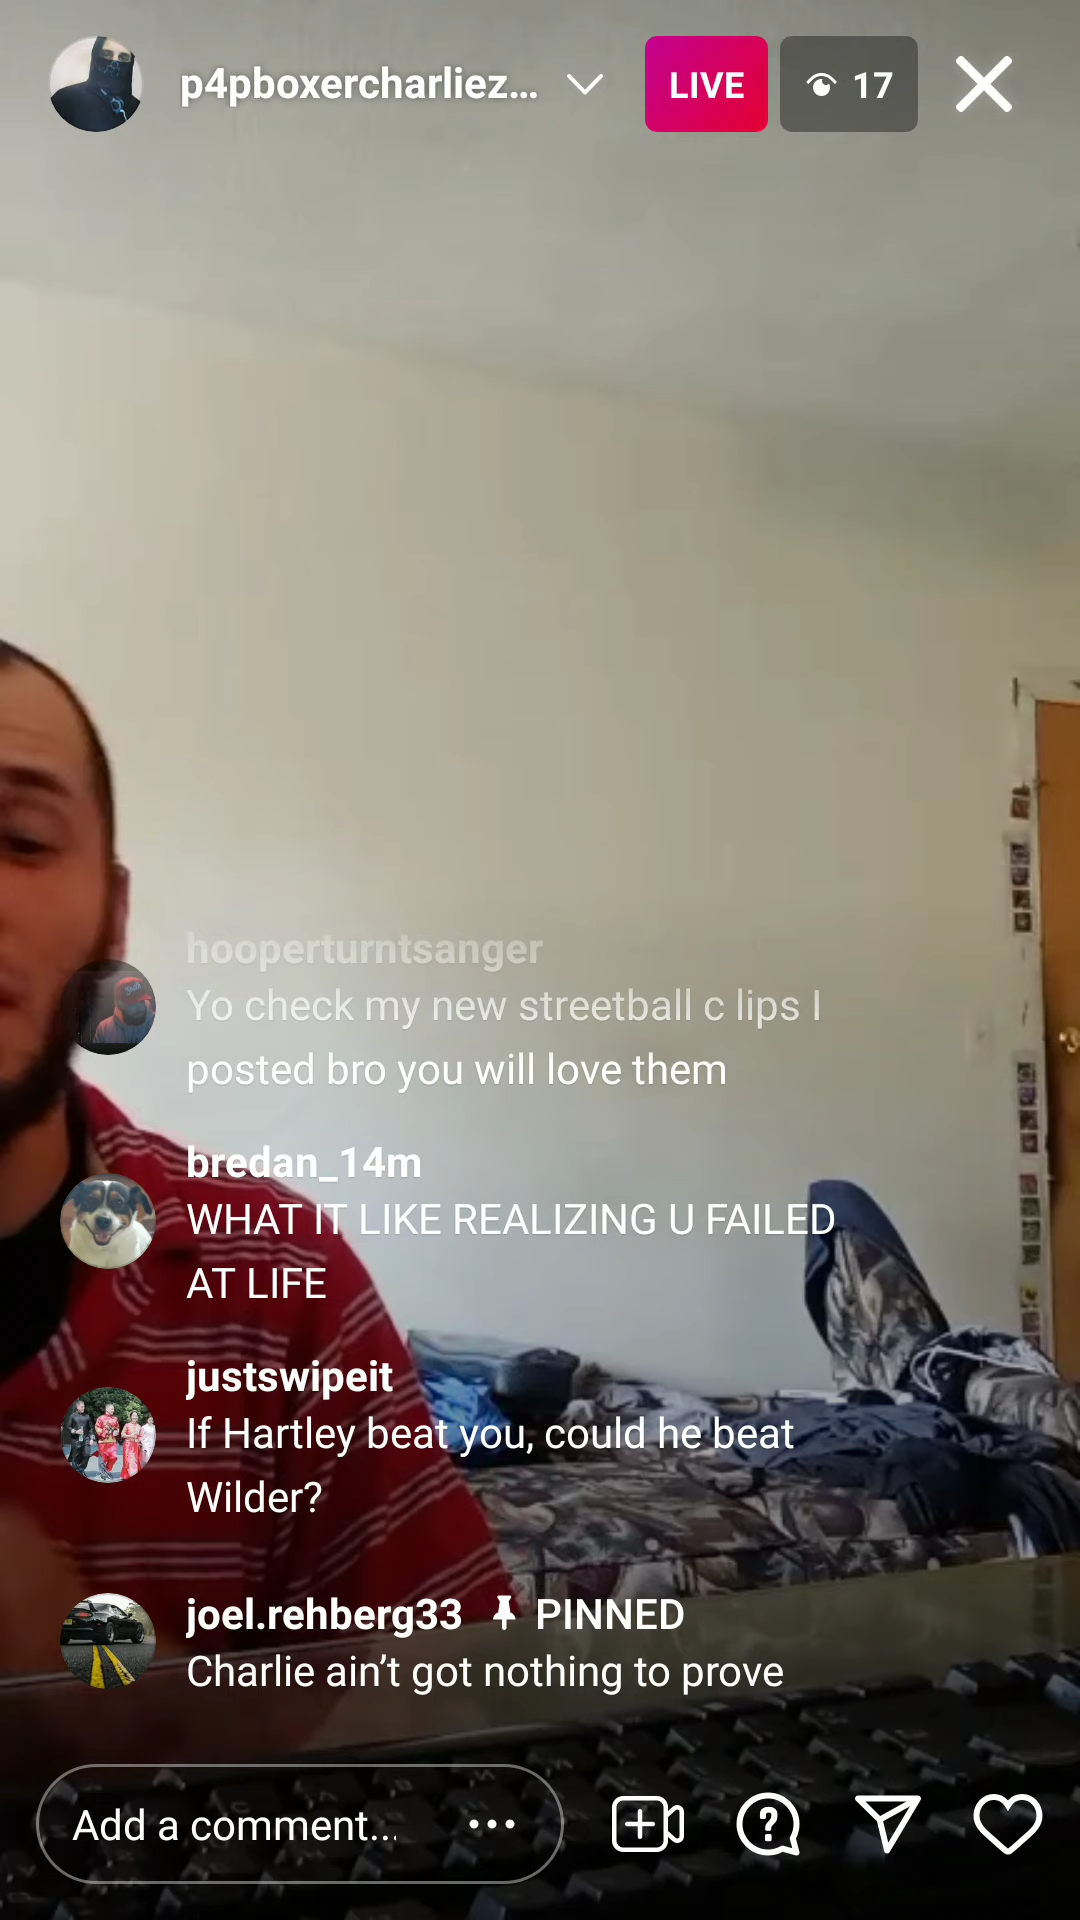 p4pboxercharliez...
LIVE
17
hooperturntsanger
Yo check my new streetball c lips I
posted bro you will love them
bredan_14m
WHAT IT LIKE REALIZING U FAILED
AT LIFE
justswipeit
If Hartley beat you, could he beat
Wilder?
joel.rehberg33 PINNED
Charlie ain’t got nothing to prove
Add a comment...